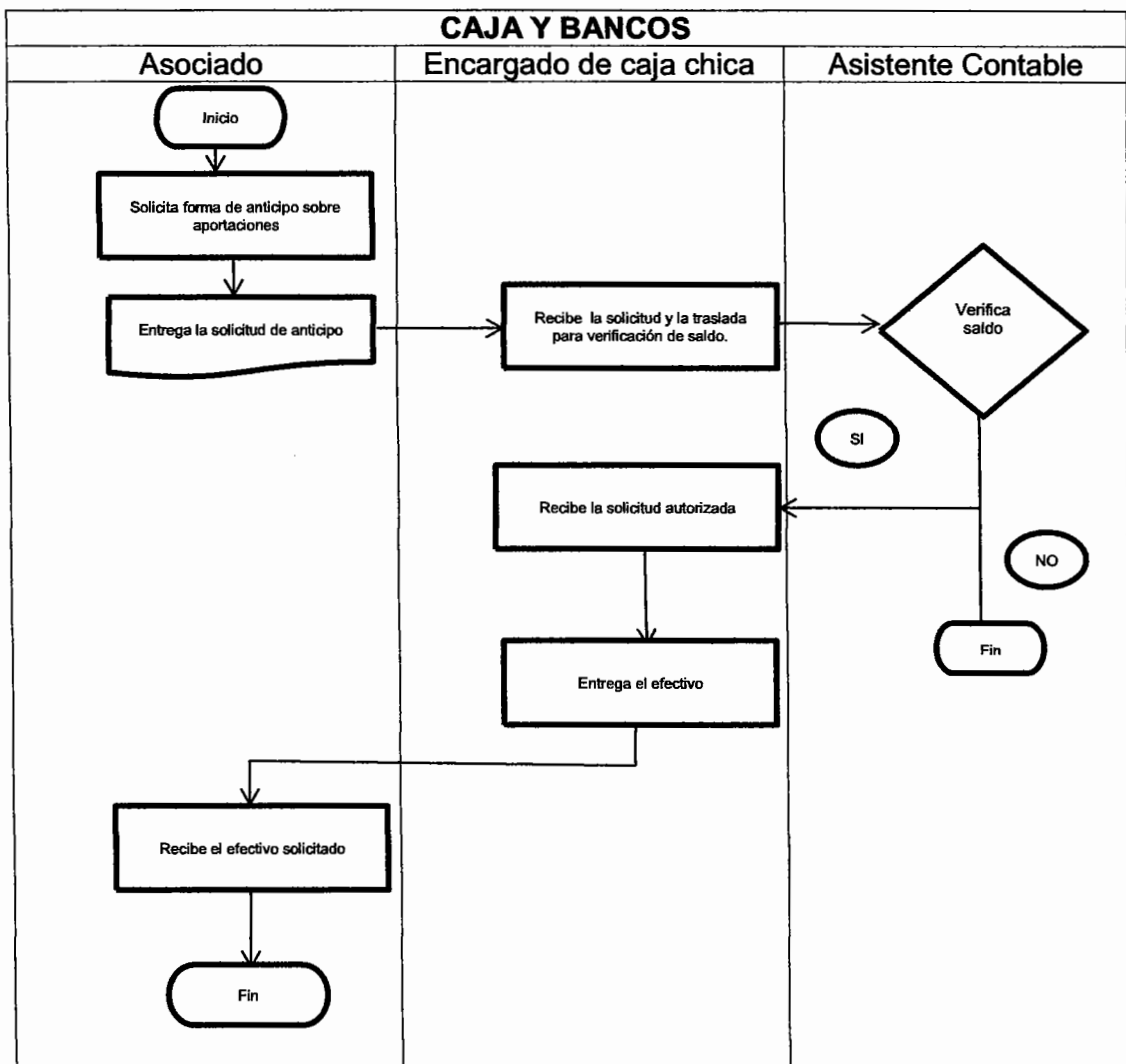 CAJA Y BANCOS
Asociado
Encargado de caja chica
Asistente Contable
Inicio
Solicita forma de anticipo sobre
aportaciones
Entrega la solicitud de anticipo
Recibe la solicitud y la traslada
para verificación de saldo.
Verifica
saldo
SI
Recibe la solicitud autorizada
NO
Fin
Entrega el efectivo
Recibe el efectivo solicitado
Fin